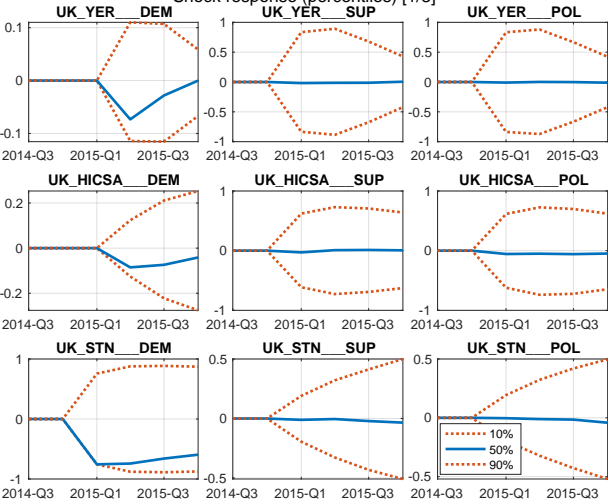 Shock response (percentiles) [1/3]
UK_YER___DEM UK_YER___SUP UK_YER___POL
0.1 1 1
0.5 0.5
0 0 0
-0.5 -0.5
-0.1 -1 -1
2014-Q3 2015-Q1 2015-Q3 2014-Q3 2015-Q1 2015-Q3 2014-Q3 2015-Q1 2015-Q3
UK_HICSA___DEM UK_HICSA___SUP UK_HICSA___POL
0.2 1 1
0 0 0
-0.2 -1 -1
2014-Q3 2015-Q1 2015-Q3 2014-Q3 2015-Q1 2015-Q3 2014-Q3 2015-Q1 2015-Q3
UK_STN___DEM UK_STN___SUP UK_STN___POL
1 0.5 0.5
0 0 0
10%
50%
90%
-1 -0.5 -0.5
2014-Q3 2015-Q1 2015-Q3 2014-Q3 2015-Q1 2015-Q3 2014-Q3 2015-Q1 2015-Q3